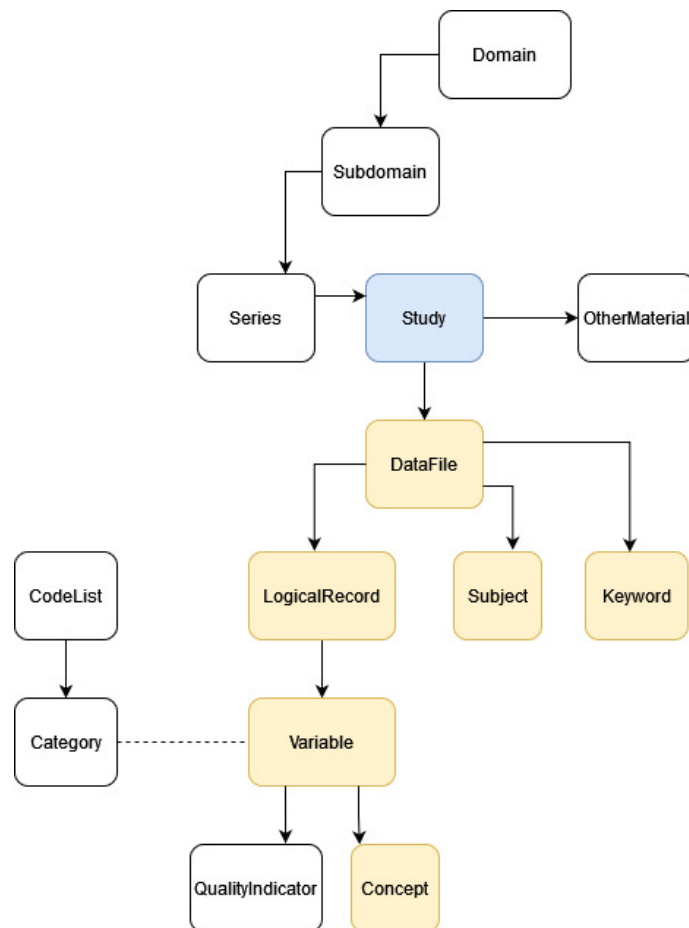 Domain
Subdomain
Series
Study
OtherMaterial
DataFile
CodeList
LogicalRecord
Subject
Keyword
Category
Variable
QualityIndicator
Concept